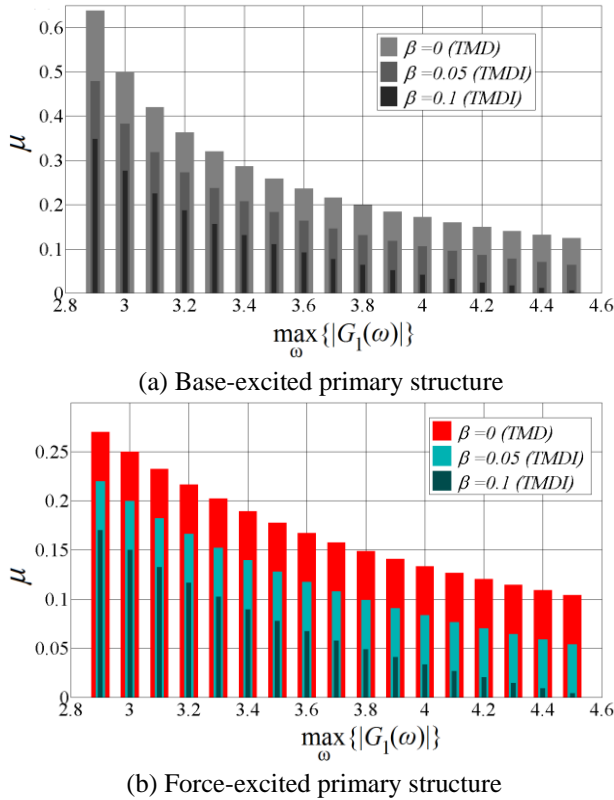 0.6
0.5
0.4
0.3
0.2
0.1
0
μ
β =0 (TMD)
β =0.05 (TMDI)
β =0.1 (TMDI)
2.8 3 3.2 3.4 3.6 3.8 4 4.2 4.4 4.6
max{|G₁(ω)|}
ω
(a) Base-excited primary structure
0.25
0.2
0.15
0.1
0.05
0
μ
β =0 (TMD)
β =0.05 (TMDI)
β =0.1 (TMDI)
2.8 3 3.2 3.4 3.6 3.8 4 4.2 4.4 4.6
max{|G₁(ω)|}
ω
(b) Force-excited primary structure